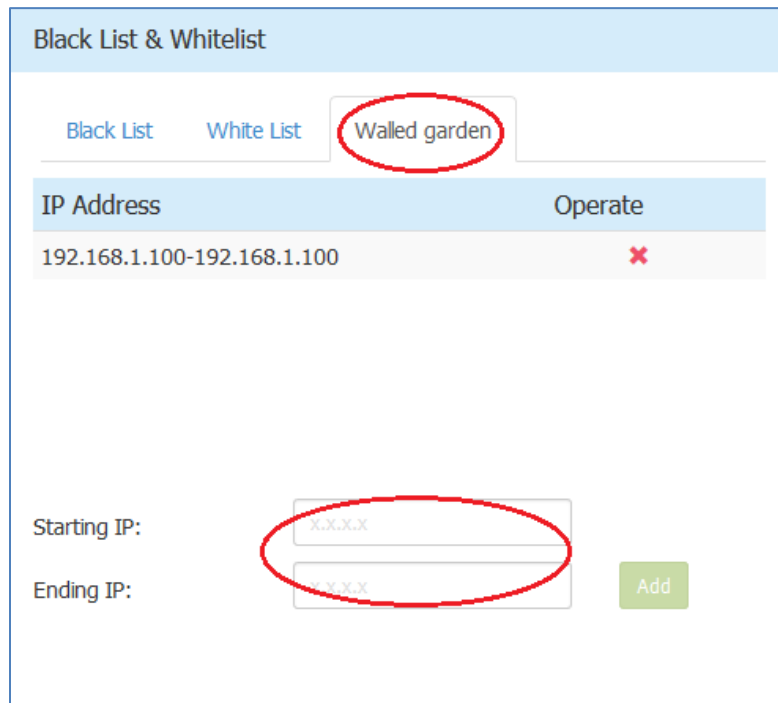 Black List & Whitelist
Black List White List Walled garden
IP Address Operate
192.168.1.100-192.168.1.100
Starting IP: x.x.x.x
Ending IP: x.x.x.x Add